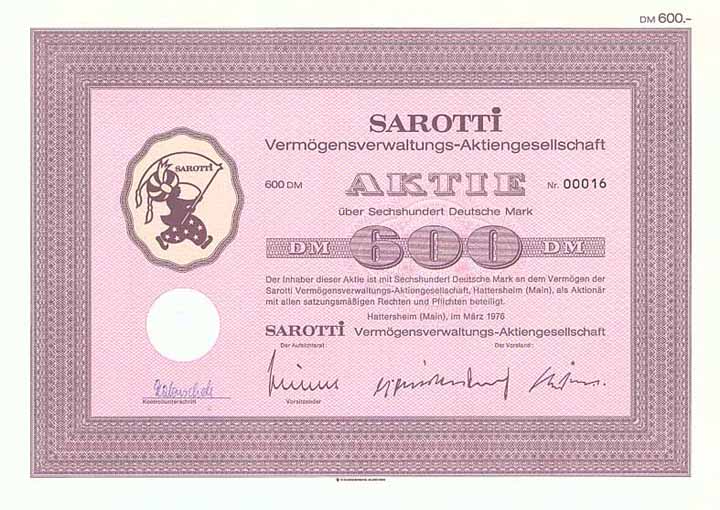 DM 600.-
SAROTTI
SAROTTI
Vermögensverwaltungs-Aktiengesellschaft
600 DM AKTIE Nr. 00016
über Sechshundert Deutsche Mark
DM 600 DM
Der Inhaber dieser Aktie ist mit Sechshundert Deutsche Mark an dem Vermögen der
Sarotti Vermögensverwaltungs-Aktiengesellschaft, Hattersheim (Main), als Aktionär
mit allen satzungsmäßigen Rechten und Pflichten beteiligt.
Hattersheim (Main), im März 1976
SAROTTI Vermögensverwaltungs-Aktiengesellschaft
Der Aufsichtsrat: Der Vorstand:
Kontrollunterschrift Vorsitzender